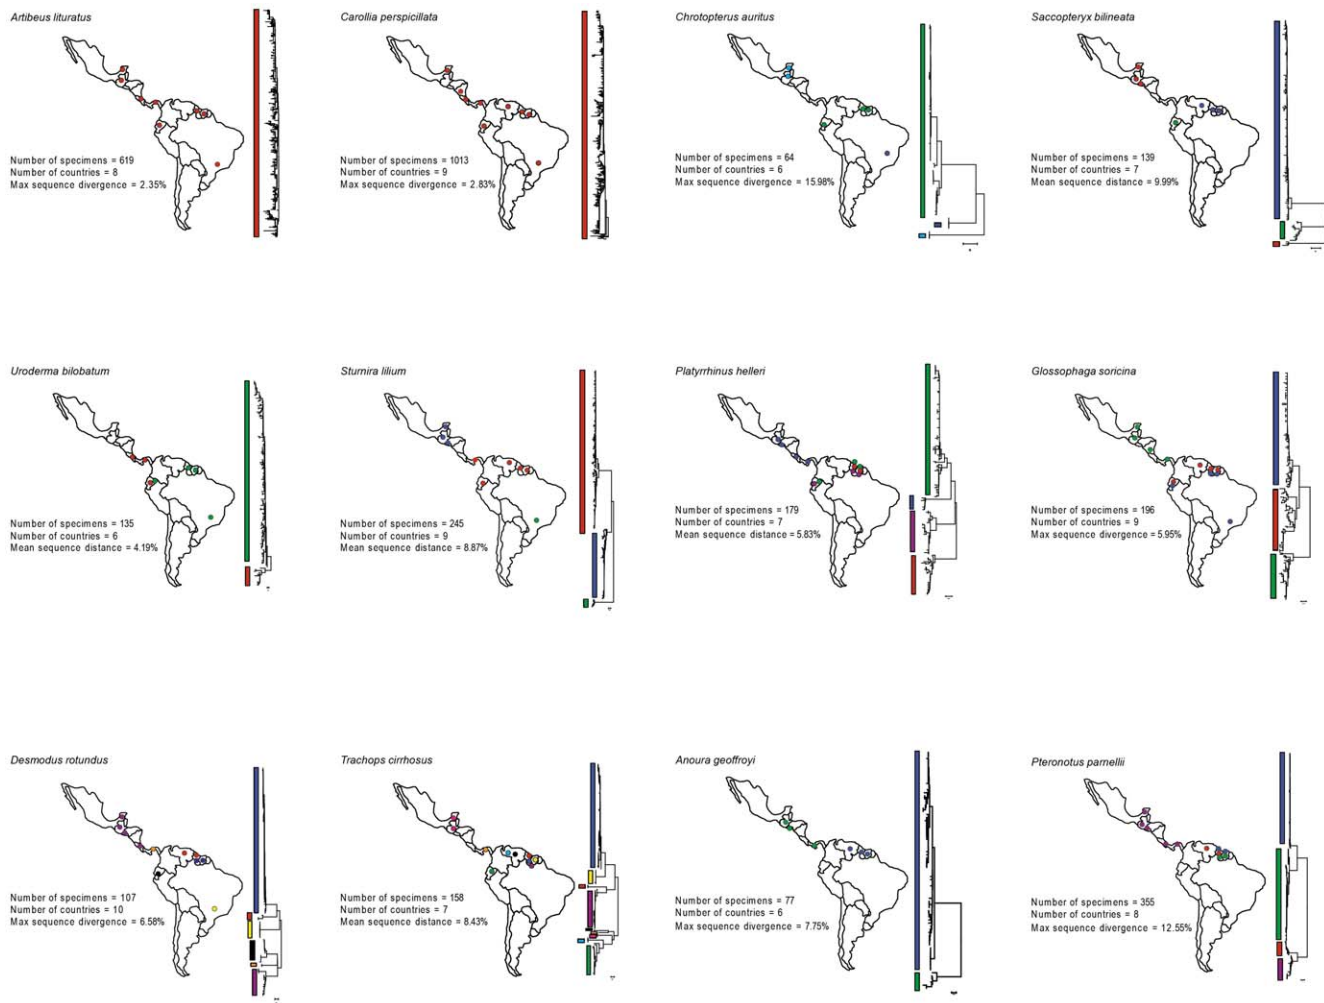 Artibeus lituratus
Number of specimens = 619
Number of countries = 8
Max sequence divergence = 2.35%
Carollia perspicillata
Number of specimens = 1013
Number of countries = 9
Max sequence divergence = 2.83%
Chrotopterus auritus
Number of specimens = 64
Number of countries = 6
Max sequence divergence = 15.98%
Saccopteryx bilineata
Number of specimens = 139
Number of countries = 7
Mean sequence distance = 9.99%
Uroderma bilobatum
Number of specimens = 135
Number of countries = 6
Mean sequence distance = 4.19%
Sturnira lilium
Number of specimens = 245
Number of countries = 9
Mean sequence distance = 8.87%
Platyrrhinus helleri
Number of specimens = 179
Number of countries = 7
Mean sequence distance = 5.83%
Glossophaga soricina
Number of specimens = 196
Number of countries = 9
Max sequence divergence = 5.95%
Desmodus rotundus
Number of specimens = 107
Number of countries = 10
Max sequence divergence = 6.58%
Trachops cirrhosus
Number of specimens = 158
Number of countries = 7
Mean sequence distance = 8.43%
Anoura geoffroyi
Number of specimens = 77
Number of countries = 6
Max sequence divergence = 7.75%
Pteronotus parnellii
Number of specimens = 355
Number of countries = 8
Max sequence divergence = 12.55%